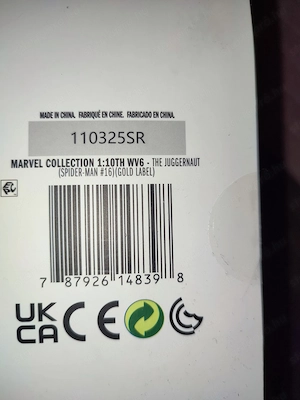 MADE IN CHINA. FABRIQUÉ EN CHINE. FABRICADO EN CHINA.
110325SR
MARVEL COLLECTION 1:10TH WV6 - THE JUGGERNAUT
(SPIDER-MAN #16)(GOLD LABEL)
7 87926 14839 8
UK
CA CE